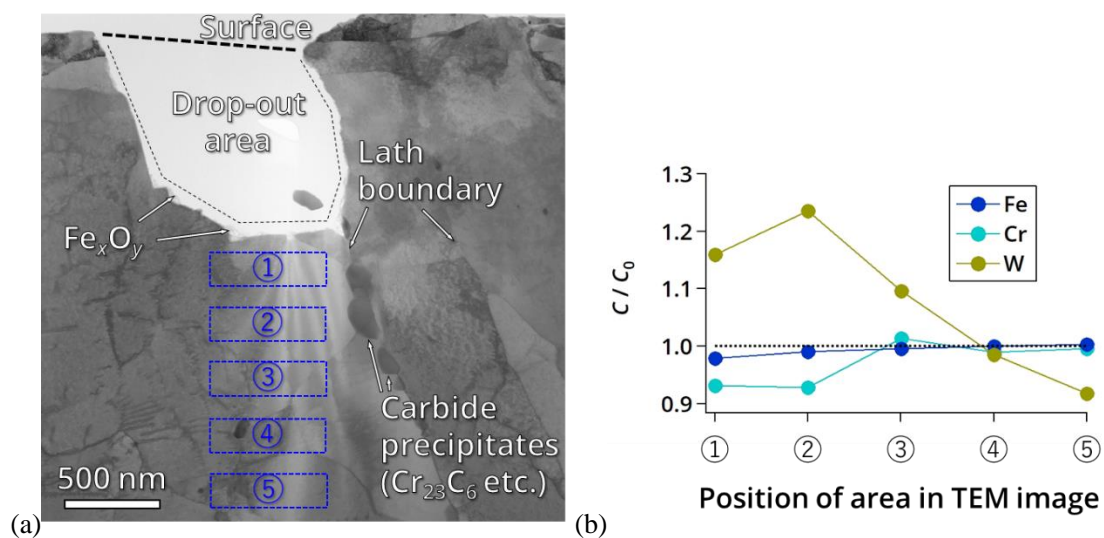 Surface
Drop-out
area
Lath
boundary
FexOy
①
②
③
④
⑤
Carbide
precipitates
(Cr23C6 etc.)
500 nm
(a)
1.3
1.2
1.1
1.0
0.9
C / C0
Fe
Cr
W
① ② ③ ④ ⑤
Position of area in TEM image
(b)